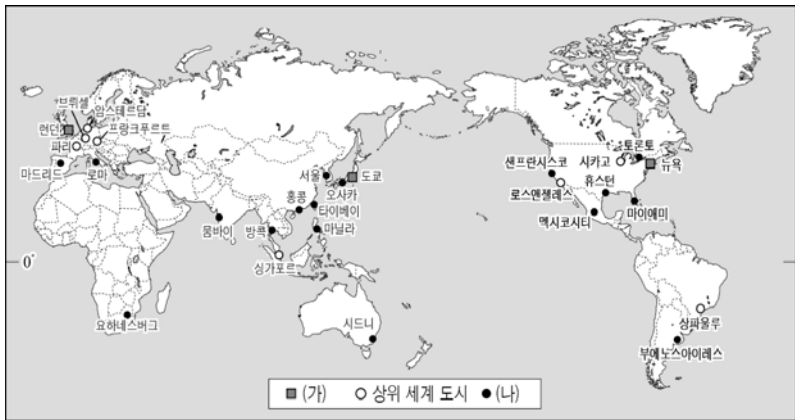 브뤼셀
암스테르담
런던
프랑크푸르트
파리
마드리드
로마
서울
도쿄
오사카
홍콩
타이베이
뭄바이
방콕
마닐라
싱가포르
0°
요하네스버그
시드니
토론토
샌프란시스코
시카고
뉴욕
휴스턴
로스앤젤레스
마이애미
멕시코시티
상파울루
부에노스아이레스
(가) 상위 세계 도시 (나)